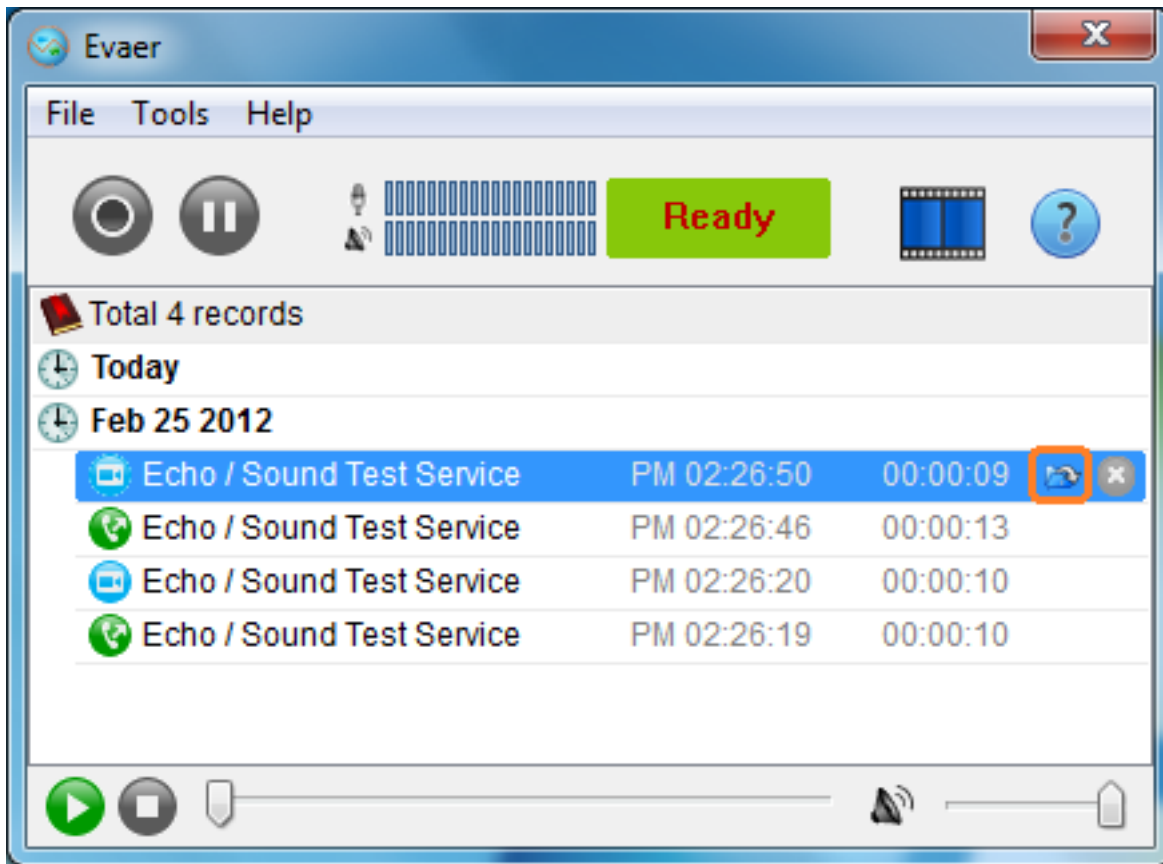 Evaer
File Tools Help
Ready
?
Total 4 records
Today
Feb 25 2012
Echo / Sound Test Service PM 02:26:50 00:00:09
Echo / Sound Test Service PM 02:26:46 00:00:13
Echo / Sound Test Service PM 02:26:20 00:00:10
Echo / Sound Test Service PM 02:26:19 00:00:10